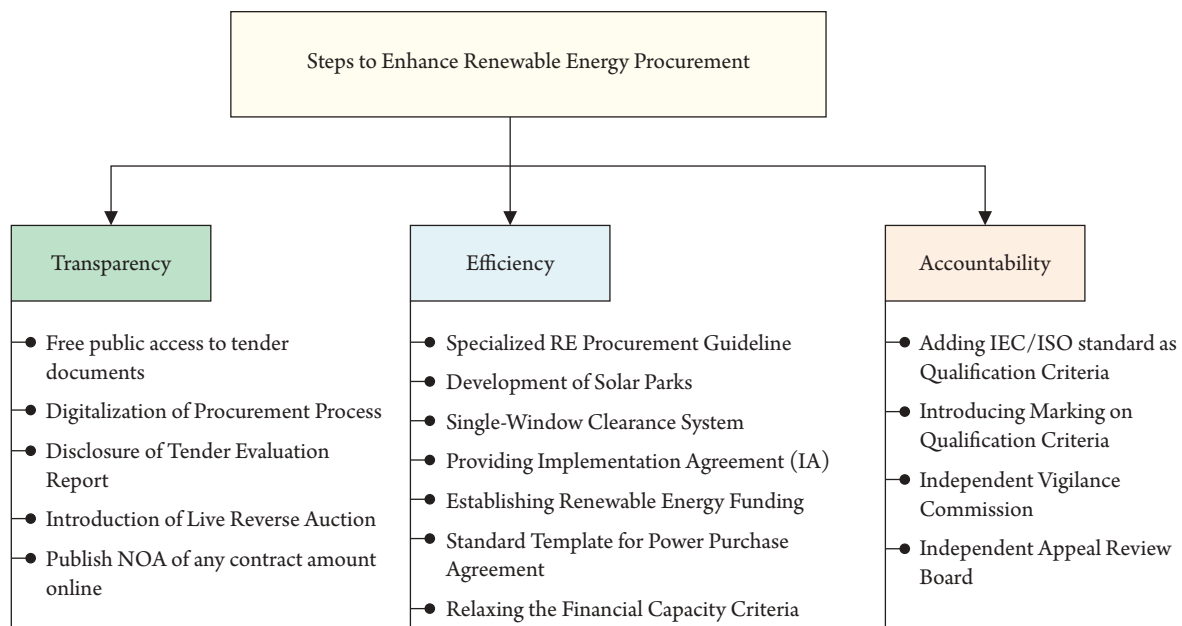 Steps to Enhance Renewable Energy Procurement
Transparency
Free public access to tender
documents
Digitalization of Procurement Process
Disclosure of Tender Evaluation
Report
Introduction of Live Reverse Auction
Publish NOA of any contract amount
online
Efficiency
Specialized RE Procurement Guideline
Development of Solar Parks
Single-Window Clearance System
Providing Implementation Agreement (IA)
Establishing Renewable Energy Funding
Standard Template for Power Purchase
Agreement
Relaxing the Financial Capacity Criteria
Accountability
Adding IEC/ISO standard as
Qualification Criteria
Introducing Marking on
Qualification Criteria
Independent Vigilance
Commission
Independent Appeal Review
Board